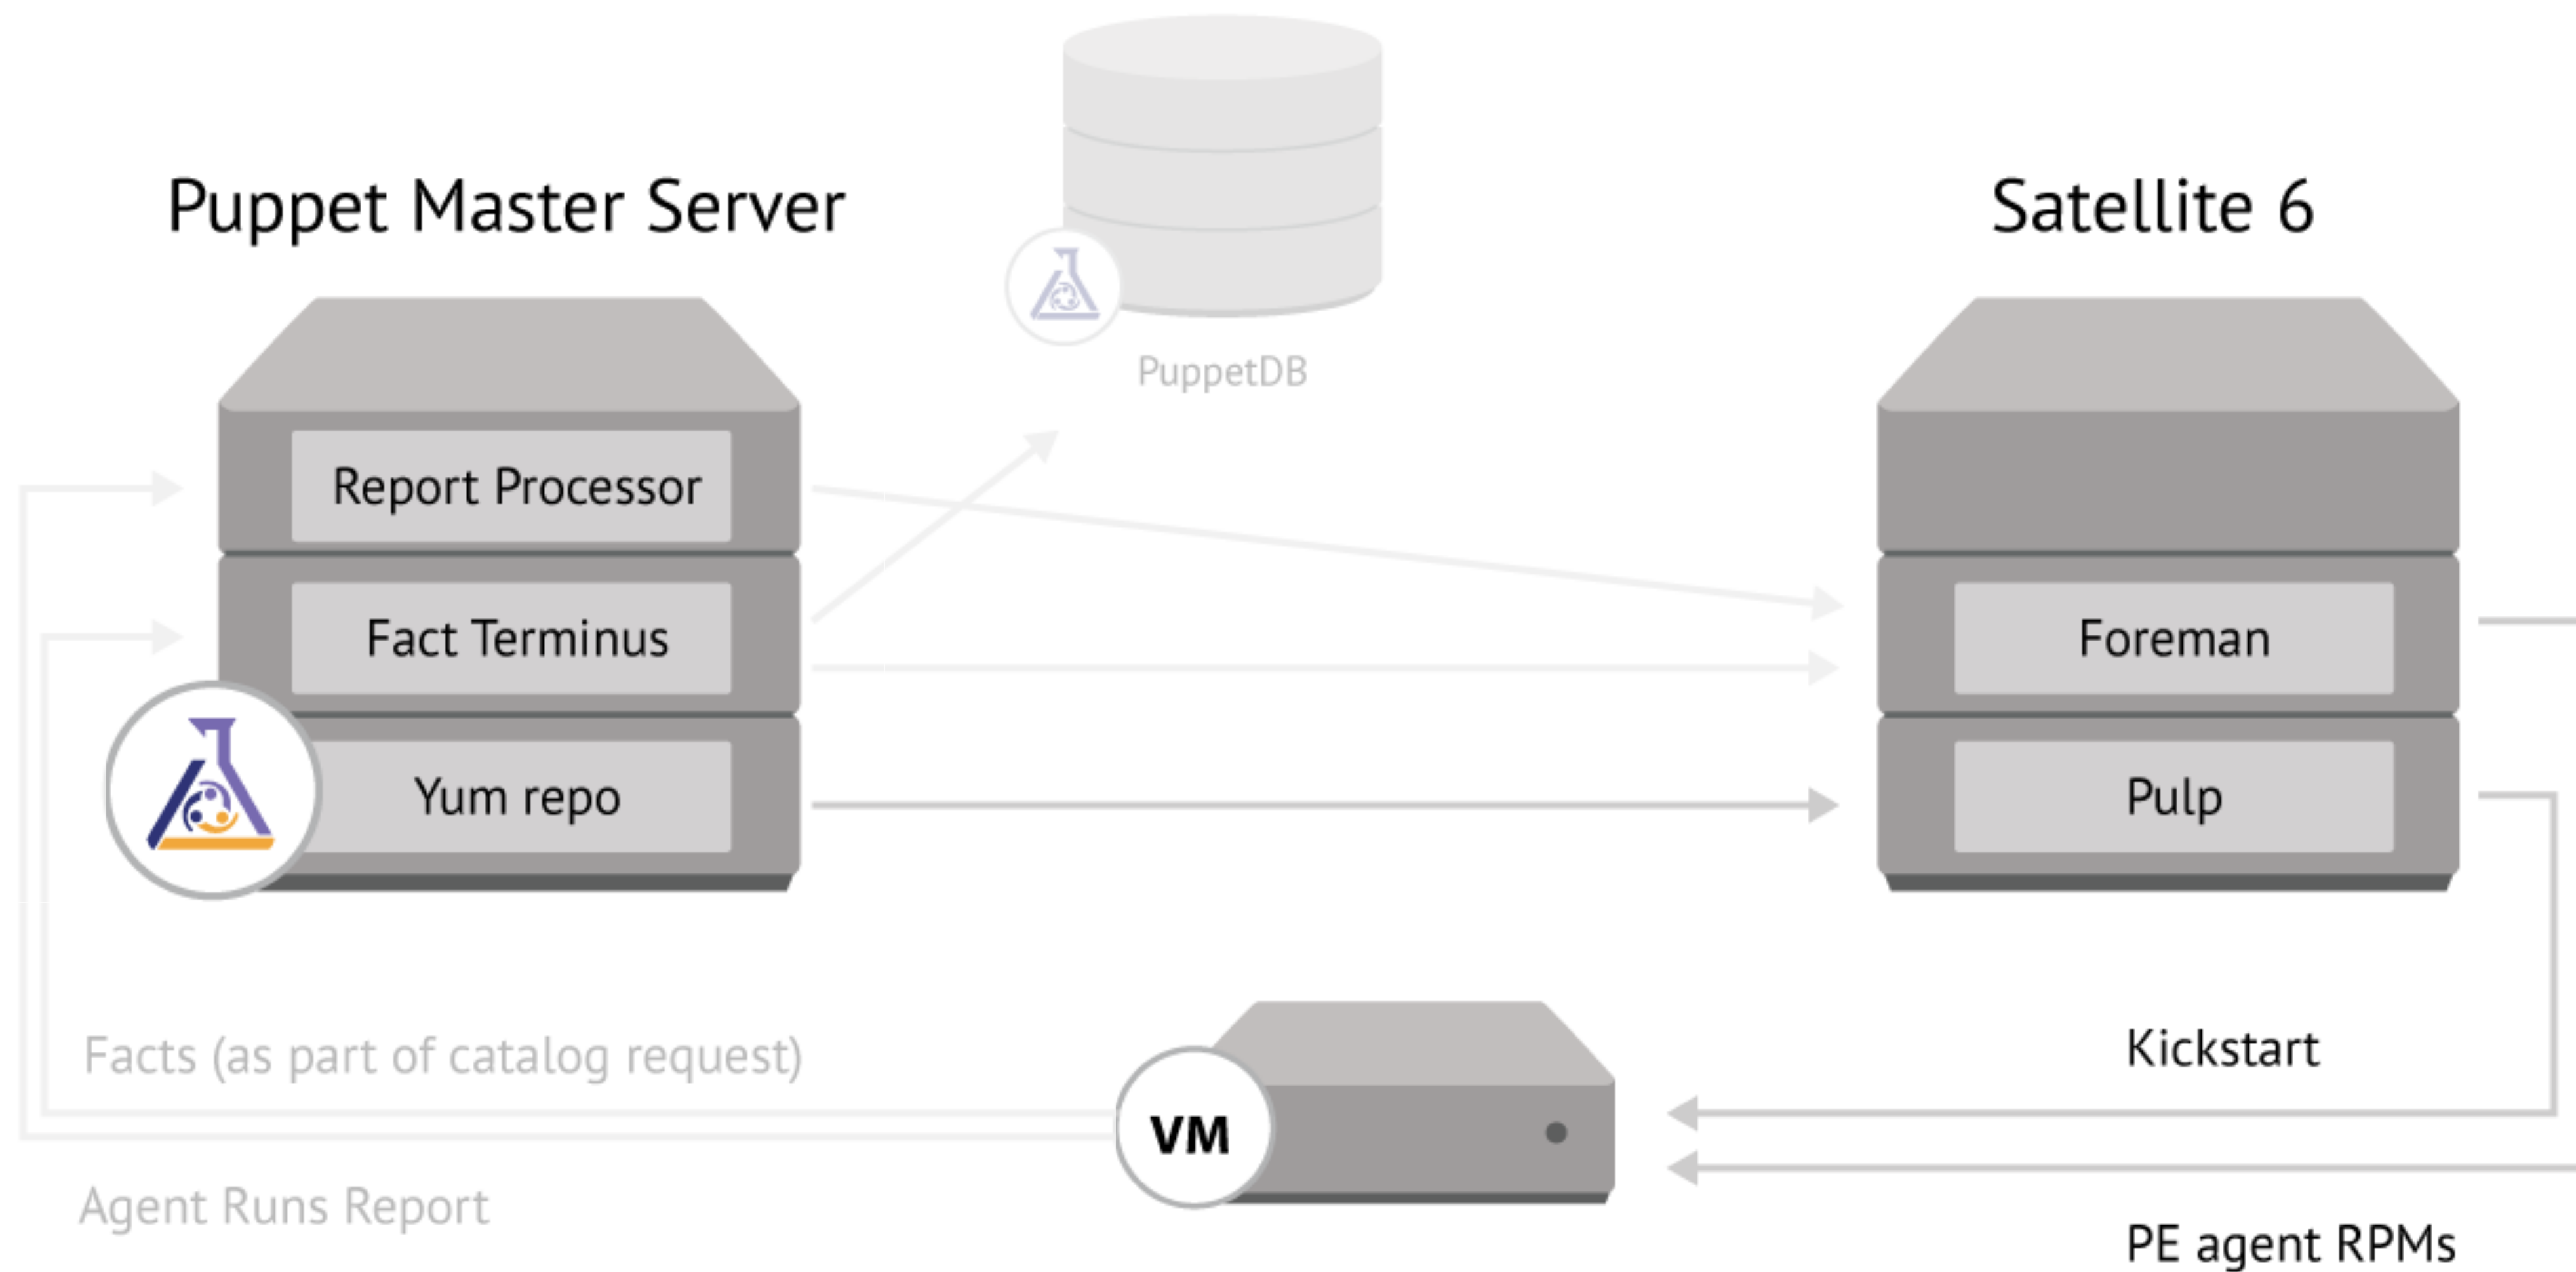 Puppet Master Server
Satellite 6
PuppetDB
Report Processor
Fact Terminus
Foreman
Yum repo
Pulp
Facts (as part of catalog request)
Kickstart
VM
Agent Runs Report
PE agent RPMs